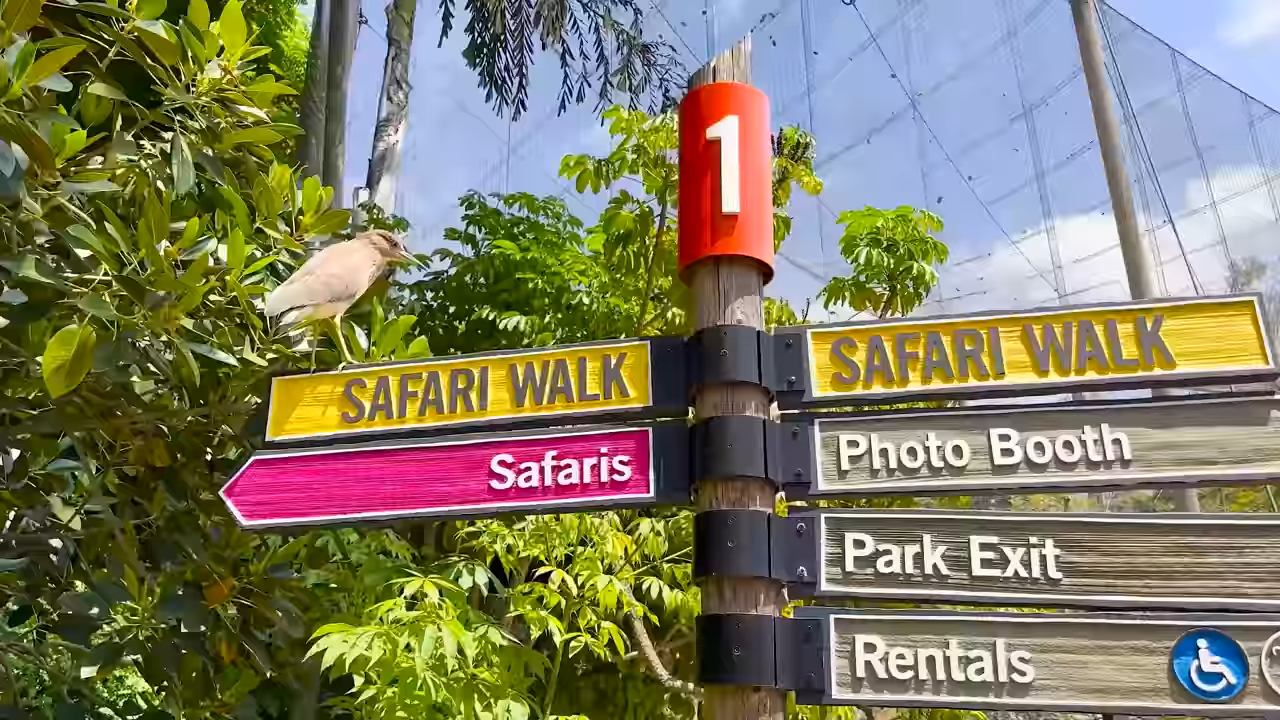 1
SAFARI WALK
Safaris
SAFARI WALK
Photo Booth
Park Exit
Rentals